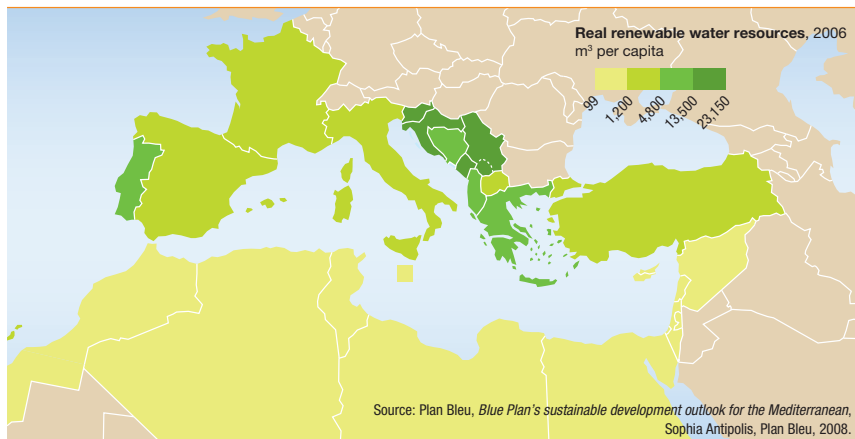 Real renewable water resources, 2006
m³ per capita
99
1,200
4,800
13,500
23,150
Source: Plan Bleu, Blue Plan's sustainable development outlook for the Mediterranean,
Sophia Antipolis, Plan Bleu, 2008.